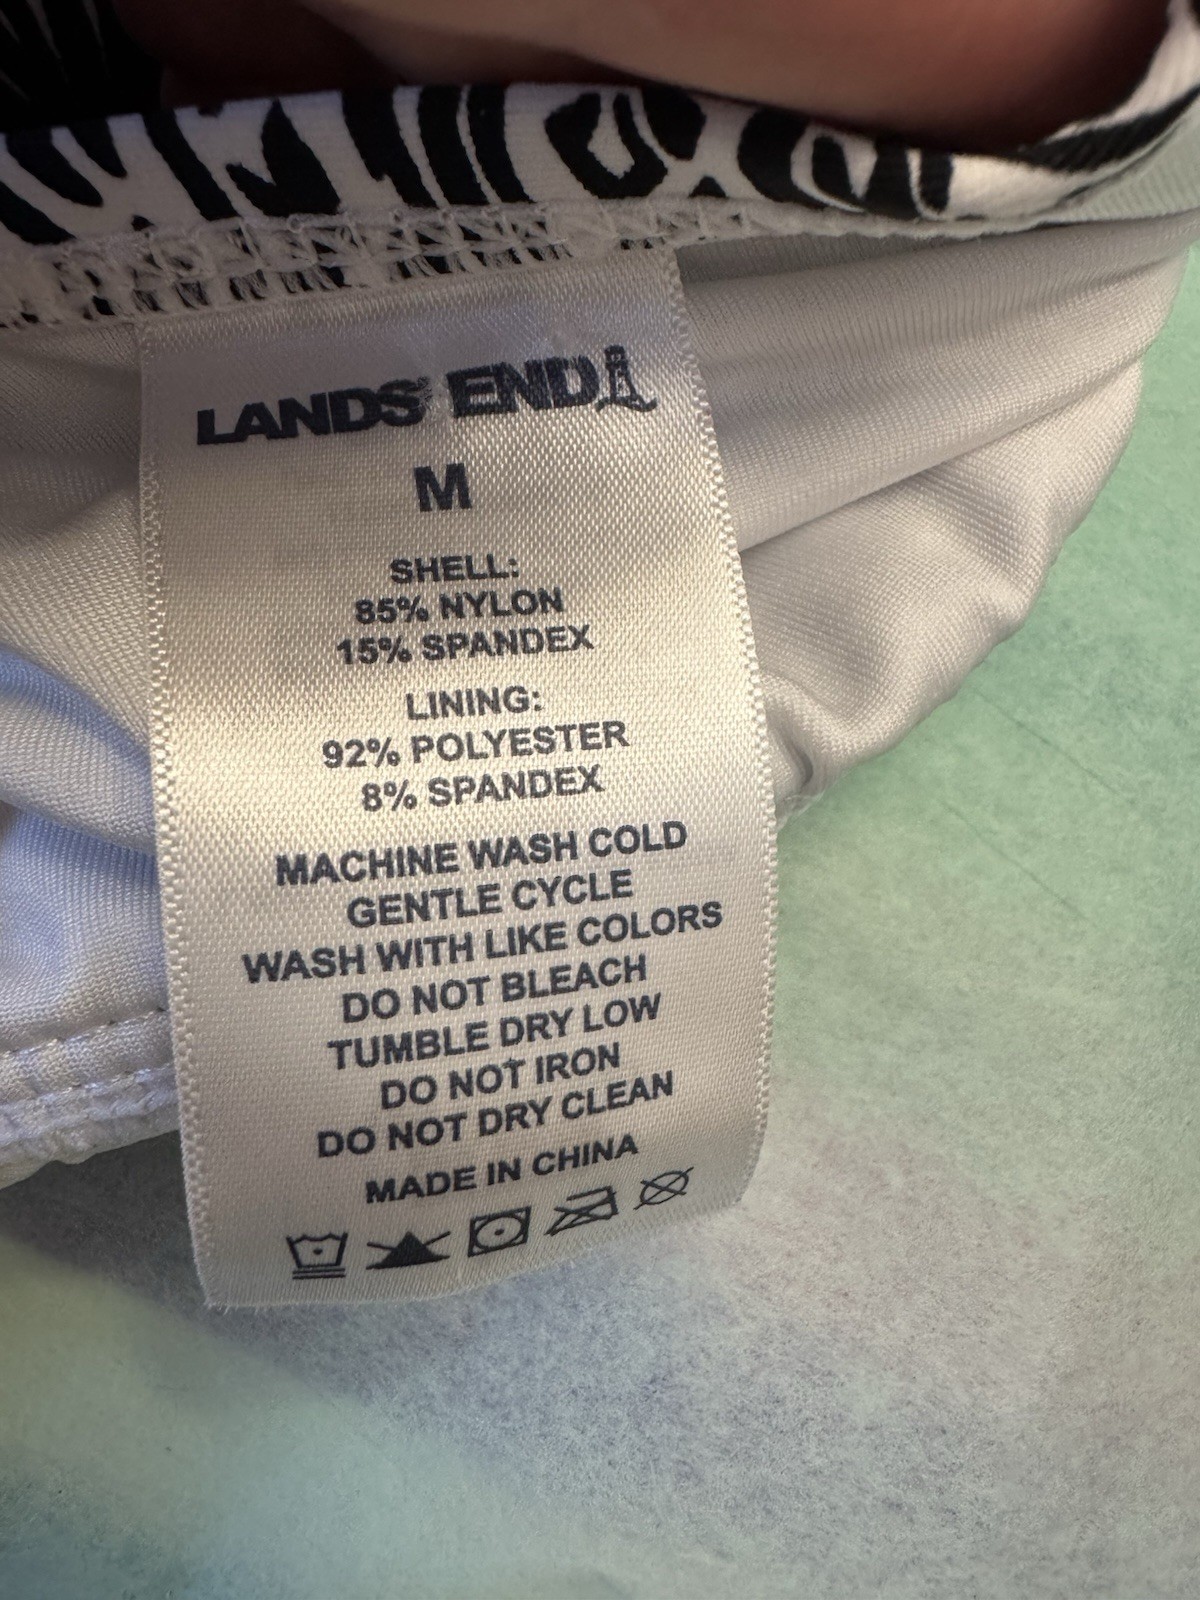 LANDS' END
M
SHELL:
85% NYLON
15% SPANDEX
LINING:
92% POLYESTER
8% SPANDEX
MACHINE WASH COLD
GENTLE CYCLE
WASH WITH LIKE COLORS
DO NOT BLEACH
TUMBLE DRY LOW
DO NOT IRON
DO NOT DRY CLEAN
MADE IN CHINA